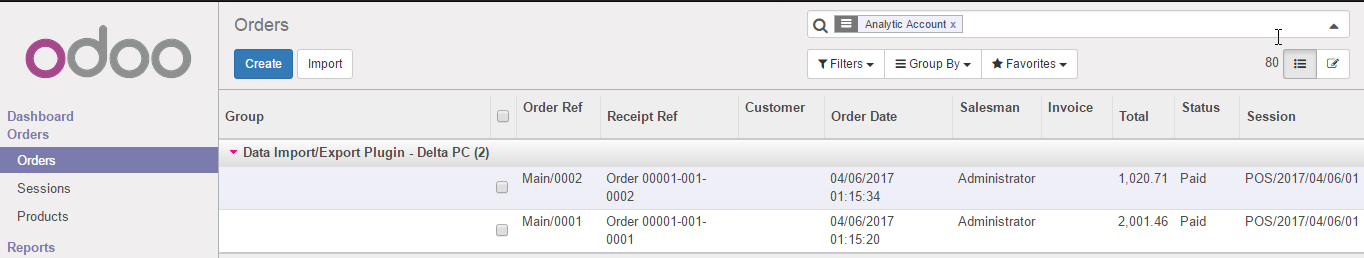 odoo
Orders
Analytic Account x
Create Import
Filters Group By Favorites
80
Dashboard
Orders
Orders
Sessions
Products
Reports
Group Order Ref Receipt Ref Customer Order Date Salesman Invoice Total Status Session
Data Import/Export Plugin - Delta PC (2)
Main/0002 Order 00001-001- 04/06/2017 Administrator 1,020.71 Paid POS/2017/04/06/01
0002 01:15:34
Main/0001 Order 00001-001- 04/06/2017 Administrator 2,001.46 Paid POS/2017/04/06/01
0001 01:15:20